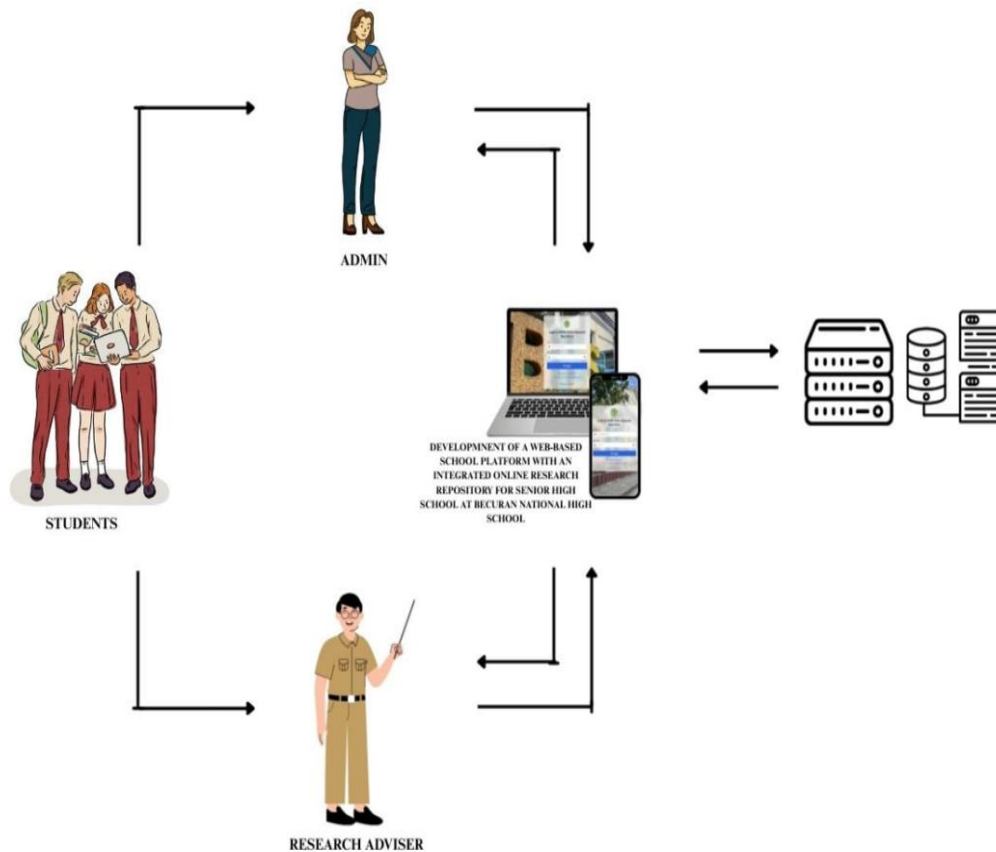 ADMIN
STUDENTS
DEVELOPMNENT OF A WEB-BASED
SCHOOL PLATFORM WITH AN
INTEGRATED ONLINE RESEARCH
REPOSITORY FOR SENIOR HIGH
SCHOOL AT BECURAN NATIONAL HIGH
SCHOOL
RESEARCH ADVISER